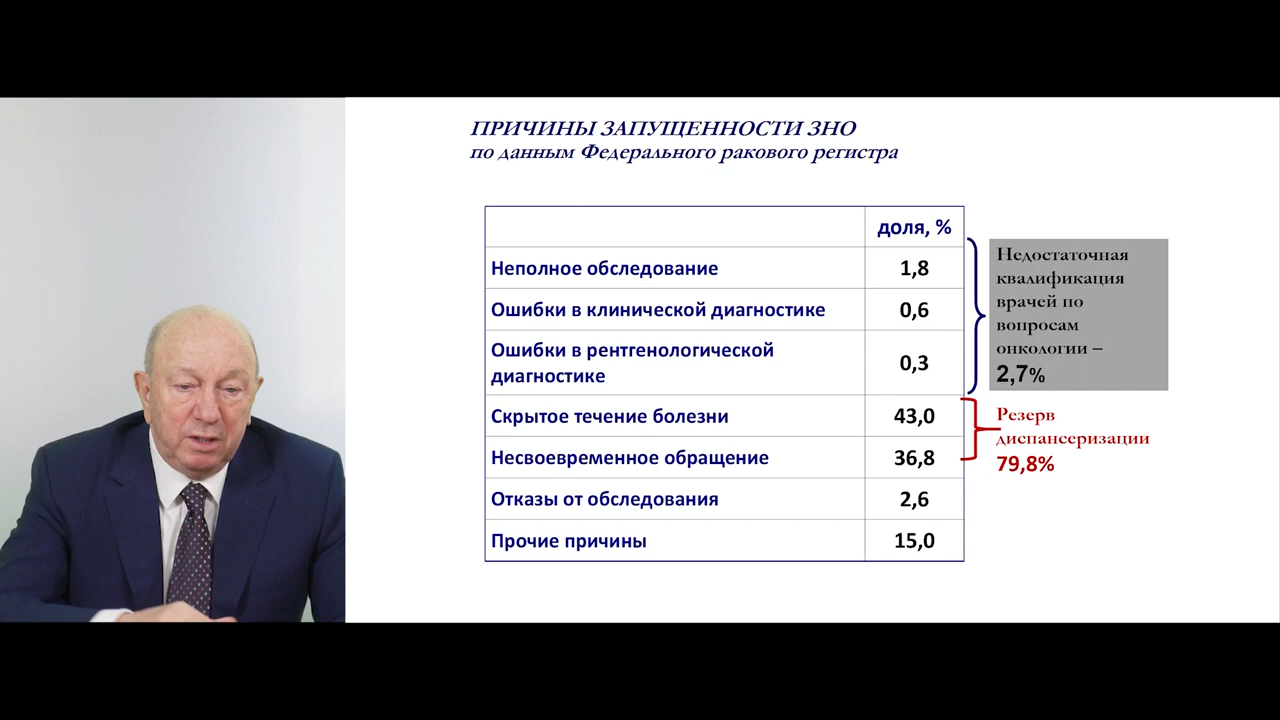 ПРИЧИНЫ ЗАПУЩЕННОСТИ ЗНО
по данным Федерального ракового регистра
доля, %
Неполное обследование 1,8
Ошибки в клинической диагностике 0,6
Ошибки в рентгенологической
диагностике 0,3
Скрытое течение болезни 43,0
Несвоевременное обращение 36,8
Отказы от обследования 2,6
Прочие причины 15,0
Недостаточная
квалификация
врачей по
вопросам
онкологии –
2,7%
Резерв
диспансеризации
79,8%